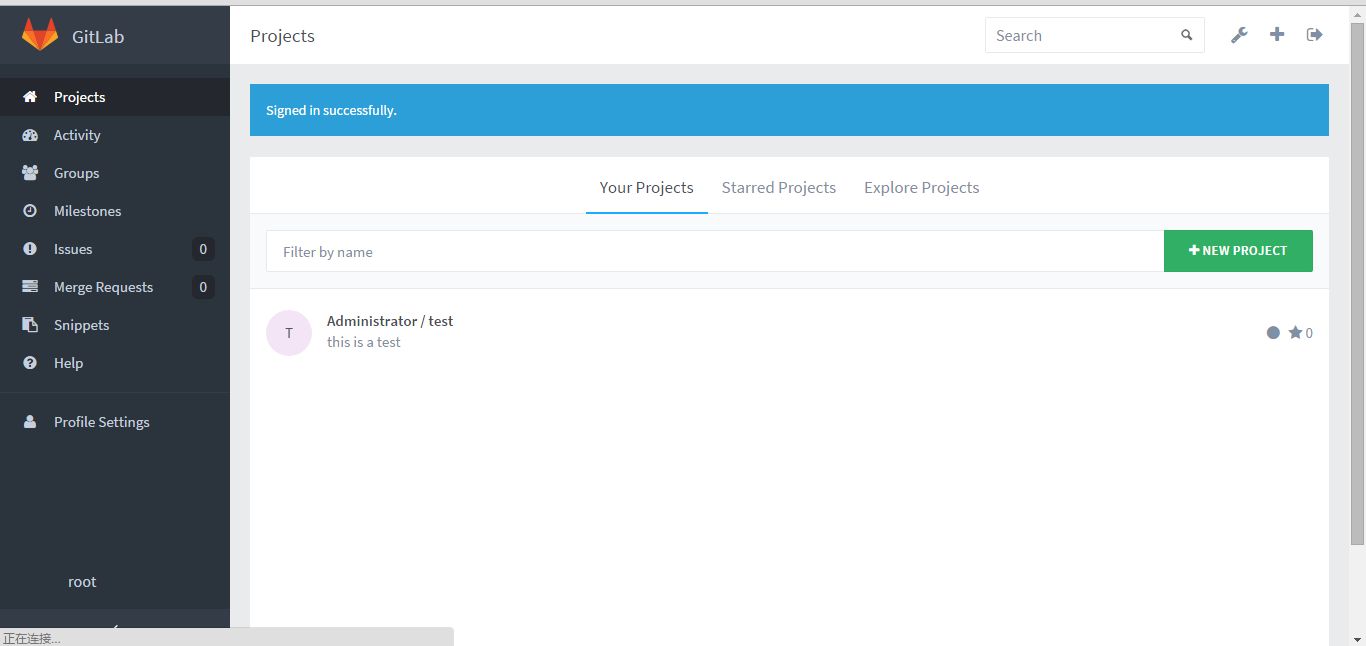 GitLab
Projects
Search
Projects
Activity
Groups
Milestones
Issues 0
Merge Requests 0
Snippets
Help
Profile Settings
root
Signed in successfully.
Your Projects Starred Projects Explore Projects
Filter by name
NEW PROJECT
T
Administrator / test
this is a test
0
正在连接...